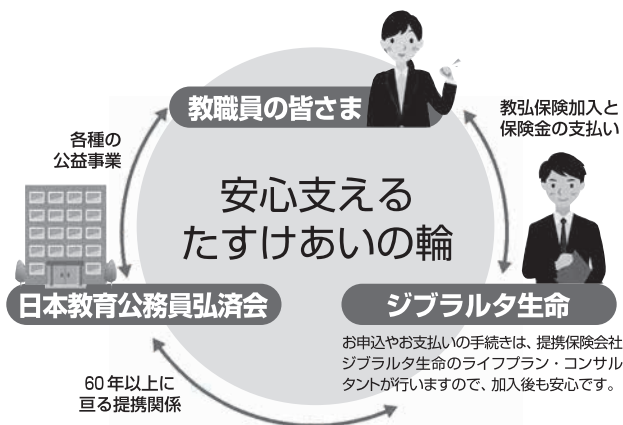 教職員の皆さま
教弘保険加入と
保険金の支払い
各種の
公益事業
安心支える
たすけあいの輪
日本教育公務員弘済会
ジブラルタ生命
お申込やお支払いの手続きは、提携保険会社
ジブラルタ生命のライフプラン・コンサル
タントが行いますので、加入後も安心です。
60年以上に
亘る提携関係